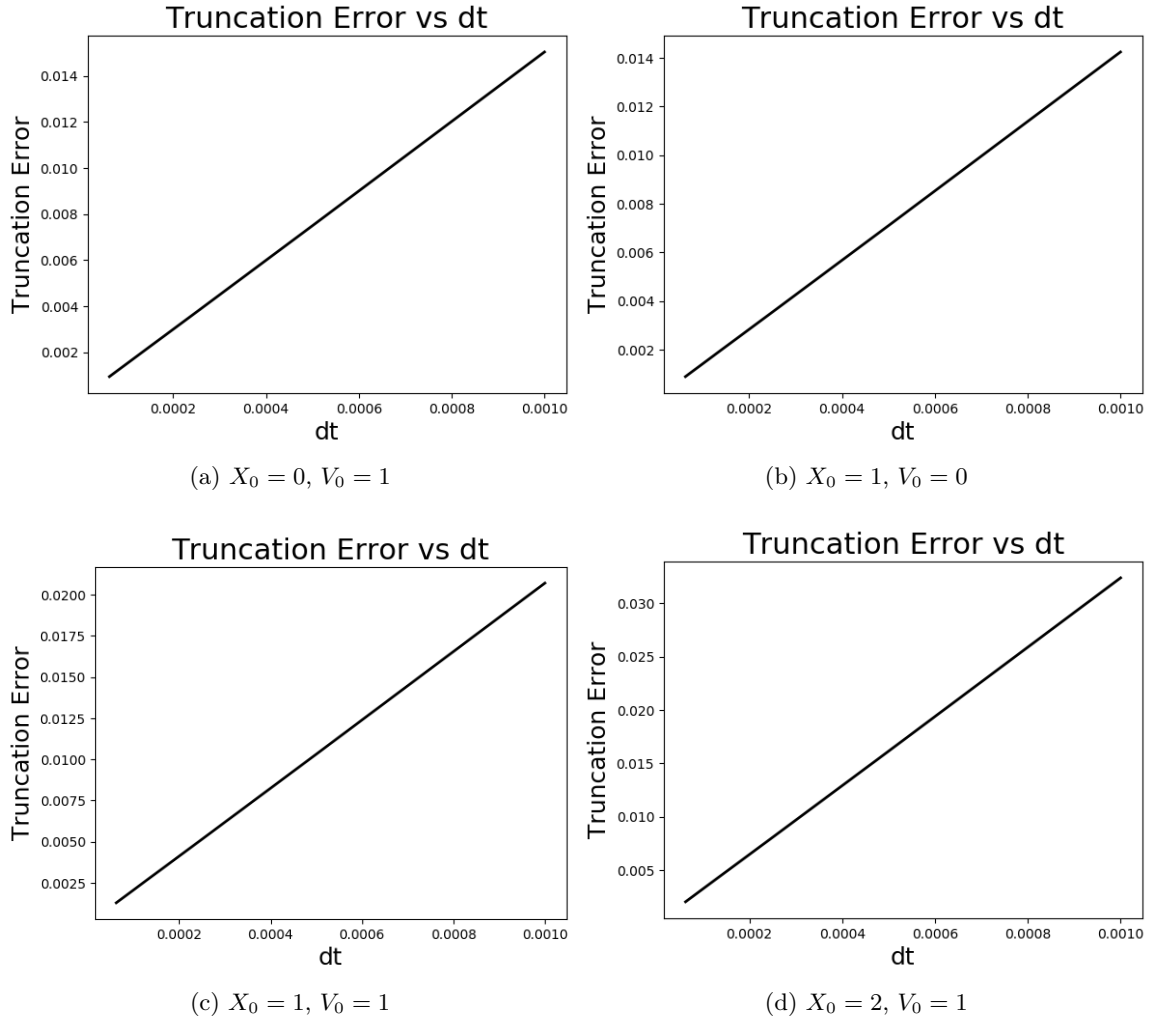 Truncation Error vs dt
Truncation Error
0.014
0.012
0.010
0.008
0.006
0.004
0.002
0.0002 0.0004 0.0006 0.0008 0.0010
dt
(a) X₀ = 0, V₀ = 1
Truncation Error vs dt
Truncation Error
0.014
0.012
0.010
0.008
0.006
0.004
0.002
0.0002 0.0004 0.0006 0.0008 0.0010
dt
(b) X₀ = 1, V₀ = 0
Truncation Error vs dt
Truncation Error
0.0200
0.0175
0.0150
0.0125
0.0100
0.0075
0.0050
0.0025
0.0002 0.0004 0.0006 0.0008 0.0010
dt
(c) X₀ = 1, V₀ = 1
Truncation Error vs dt
Truncation Error
0.030
0.025
0.020
0.015
0.010
0.005
0.0002 0.0004 0.0006 0.0008 0.0010
dt
(d) X₀ = 2, V₀ = 1